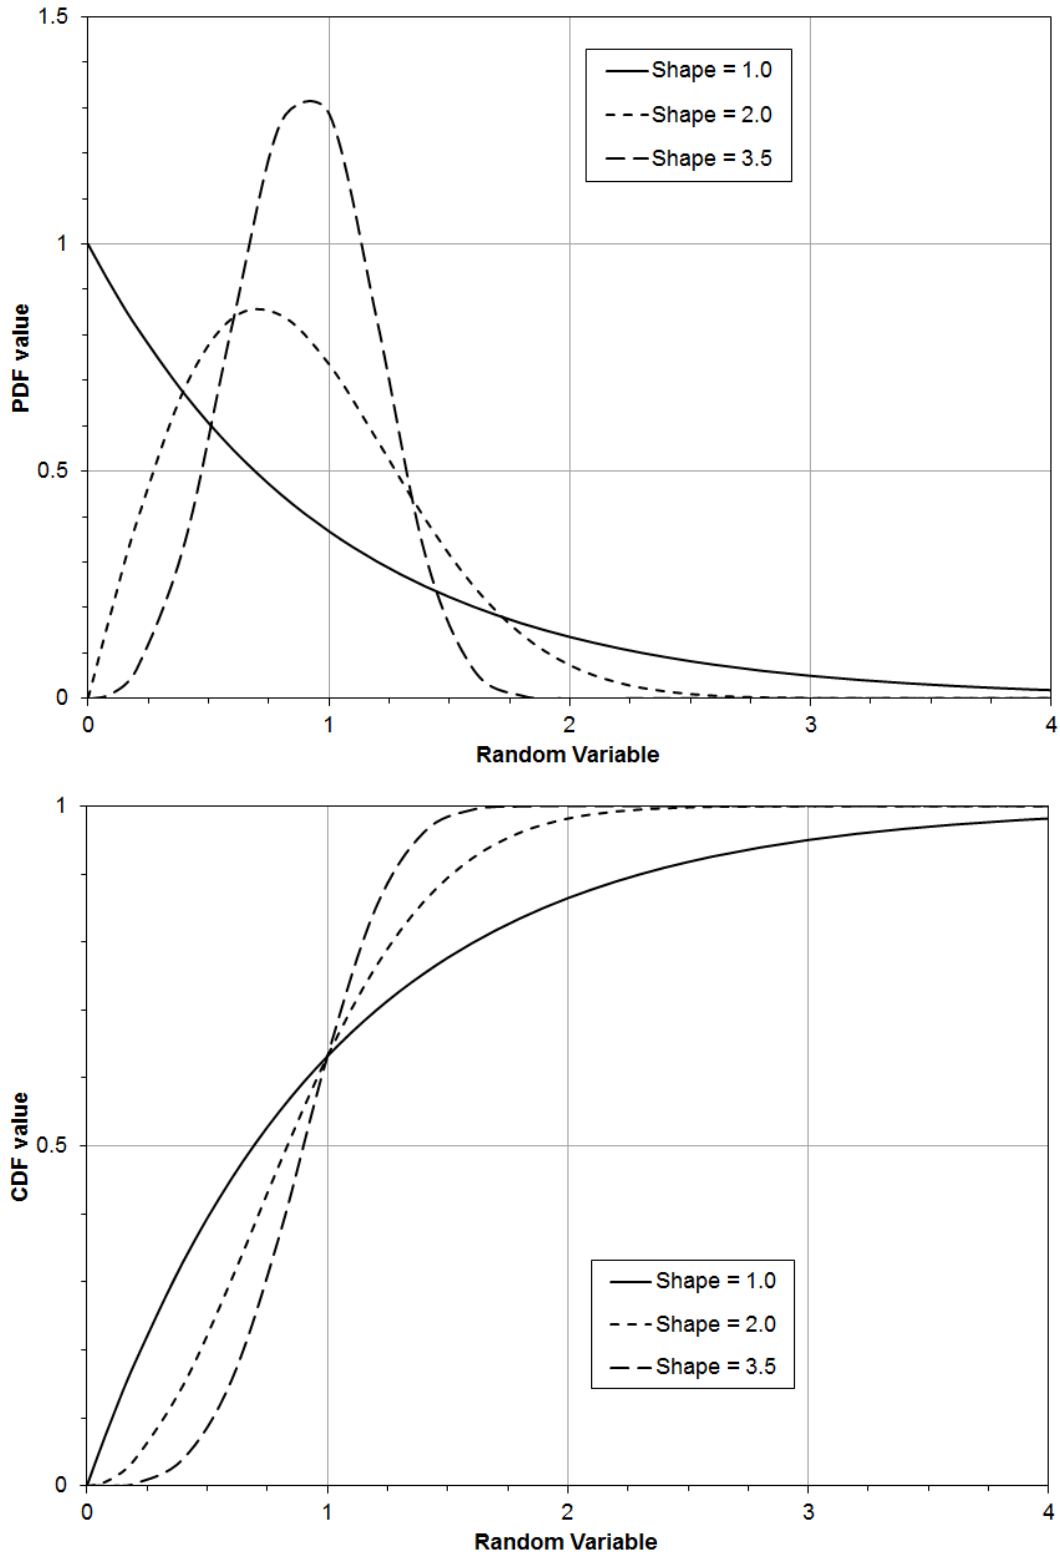 1.5
Shape = 1.0
Shape = 2.0
Shape = 3.5
1
PDF value
0.5
0
0 1 2 3 4
Random Variable
1
CDF value
0.5
Shape = 1.0
Shape = 2.0
Shape = 3.5
0
0 1 2 3 4
Random Variable